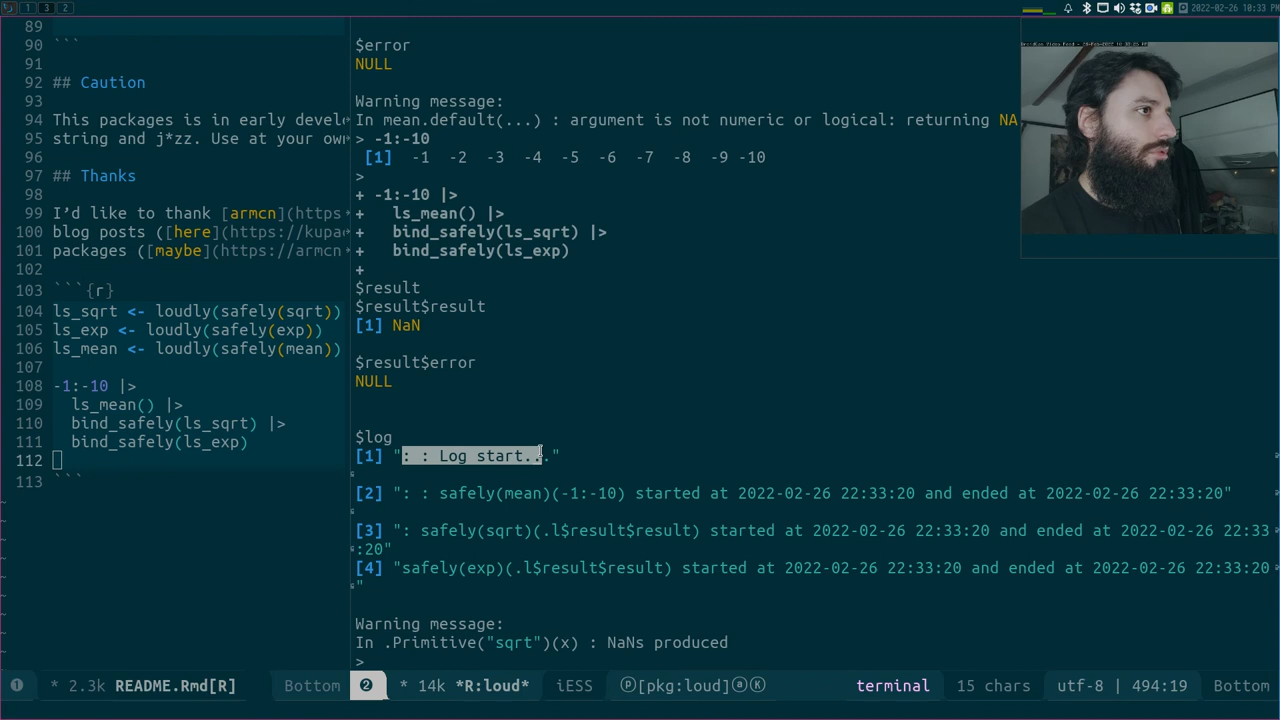 1 3 2
2022-02-26 10:33 PM
89
90 ```
91
92 ## Caution
93
94 This packages is in early devel
95 string and j*zz. Use at your ow
96
97 ## Thanks
98
99 I'd like to thank [armcn](https
100 blog posts ([here](https://kupa
101 packages ([maybe](https://armcn
102
103 ```{r}
104 ls_sqrt <- loudly(safely(sqrt))
105 ls_exp <- loudly(safely(exp))
106 ls_mean <- loudly(safely(mean))
107
108 -1:-10 |>
109 ls_mean() |>
110 bind_safely(ls_sqrt) |>
111 bind_safely(ls_exp)
112
113 ```
$error
NULL
Warning message:
In mean.default(...) : argument is not numeric or logical: returning NA
> -1:-10
[1] -1 -2 -3 -4 -5 -6 -7 -8 -9 -10
>
+ -1:-10 |>
+ ls_mean() |>
+ bind_safely(ls_sqrt) |>
+ bind_safely(ls_exp)
+
$result
$result$result
[1] NaN
$result$error
NULL
$log
[1] ": : Log start..."
[2] ": : safely(mean)(-1:-10) started at 2022-02-26 22:33:20 and ended at 2022-02-26 22:33:20"
[3] ": safely(sqrt)(.l$result$result) started at 2022-02-26 22:33:20 and ended at 2022-02-26 22:33
:20"
[4] "safely(exp)(.l$result$result) started at 2022-02-26 22:33:20 and ended at 2022-02-26 22:33:20
"
Warning message:
In .Primitive("sqrt")(x) : NaNs produced
>
1 * 2.3k README.Rmd[R] Bottom
2 * 14k *R:loud* iESS ⓟ[pkg:loud]ⓐⓀ terminal 15 chars utf-8 | 494:19 Bottom